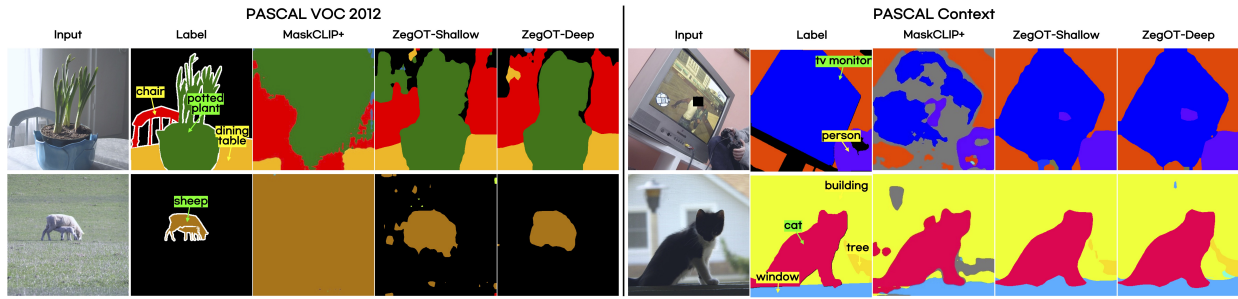 PASCAL VOC 2012
PASCAL Context
Input
Label
MaskCLIP+
ZegOT-Shallow
ZegOT-Deep
Input
Label
MaskCLIP+
ZegOT-Shallow
ZegOT-Deep
chair
potted
plant
dining
table
tv monitor
person
sheep
building
cat
tree
window